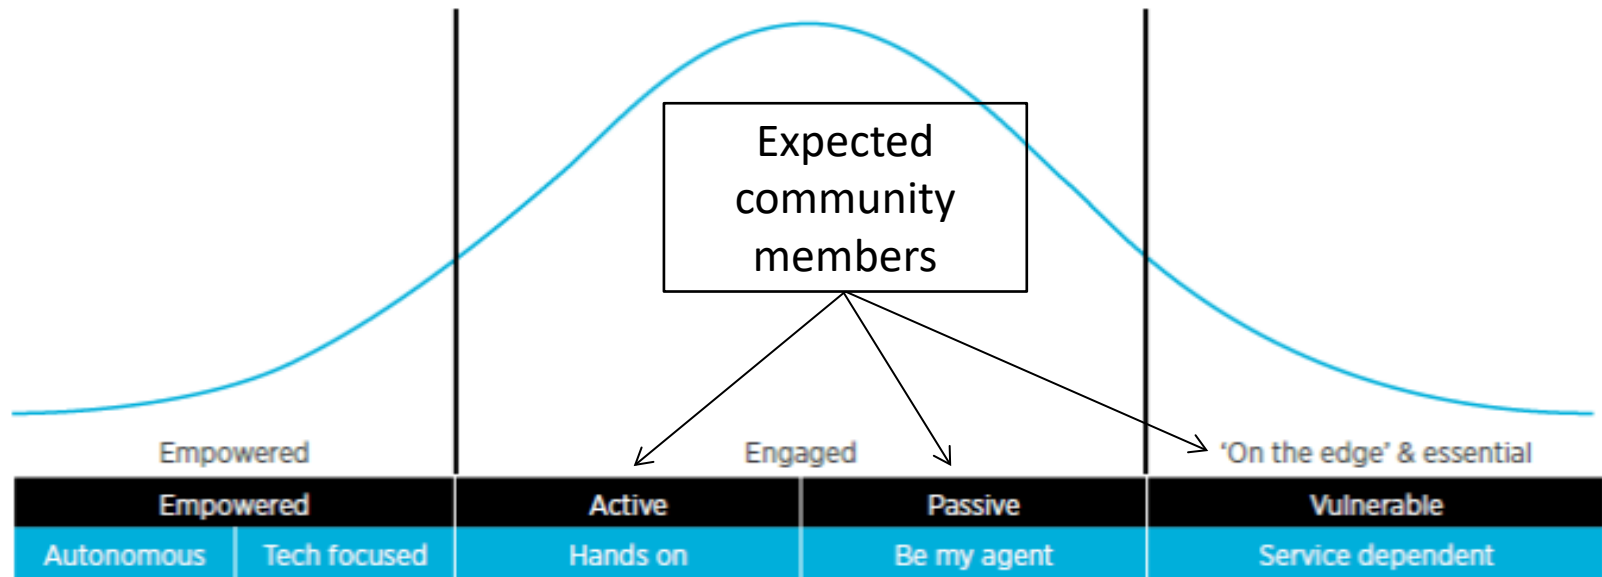 Expected
community
members
Empowered
Engaged
'On the edge' & essential
Empowered
Active
Passive
Vulnerable
Autonomous
Tech focused
Hands on
Be my agent
Service dependent